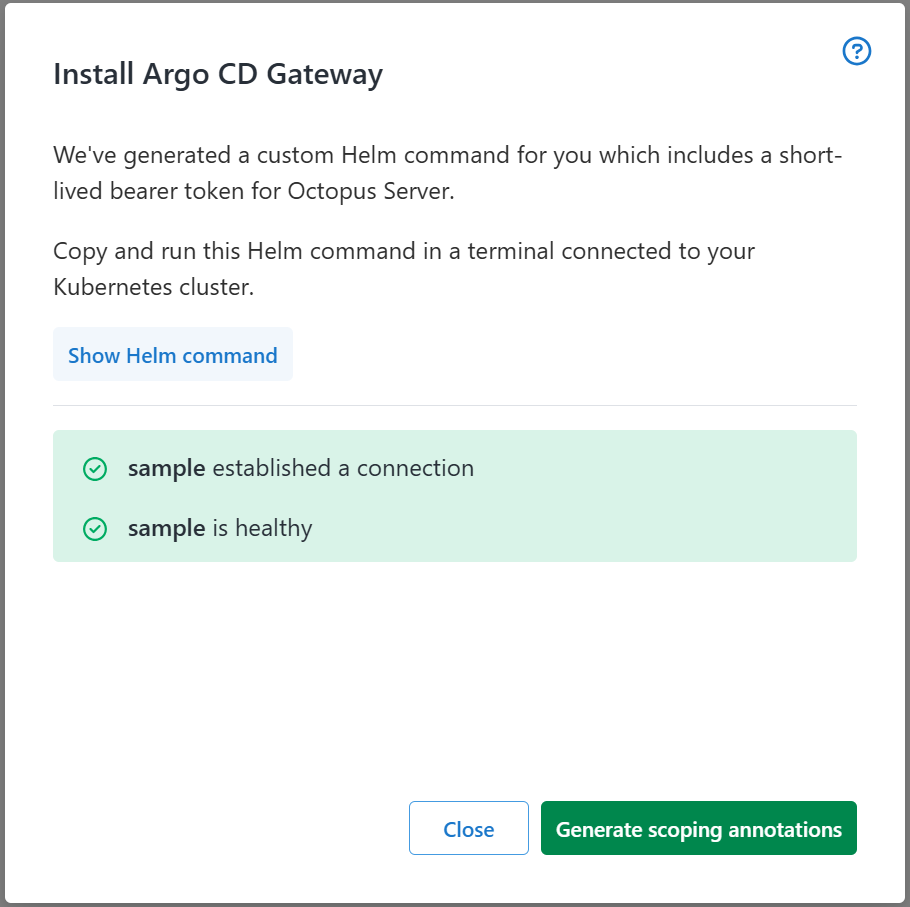 Install Argo CD Gateway
We've generated a custom Helm command for you which includes a short-
lived bearer token for Octopus Server.
Copy and run this Helm command in a terminal connected to your
Kubernetes cluster.
Show Helm command
sample established a connection
sample is healthy
Close
Generate scoping annotations